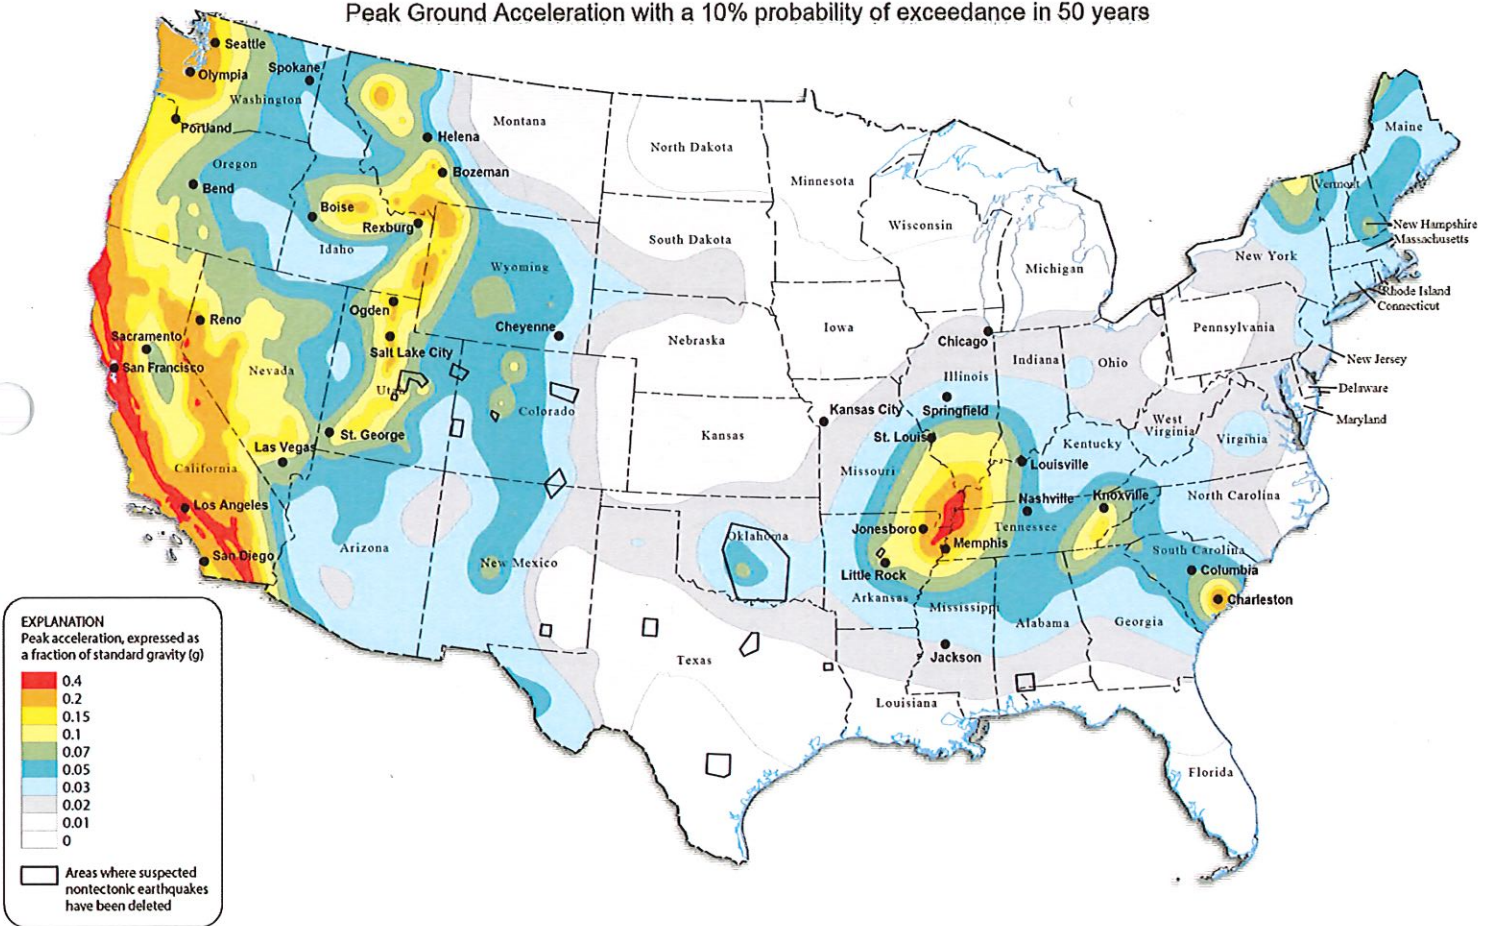 Peak Ground Acceleration with a 10% probability of exceedance in 50 years
Seattle
Olympia
Spokane
Washington
Portland
Helena
Montana
Oregon
Bend
Bozeman
Boise
Rexburg
Idaho
North Dakota
Minnesota
South Dakota
Wisconsin
Michigan
Maine
Vermont
New Hampshire
Massachusetts
New York
Rhode Island
Connecticut
Wyoming
Ogden
Cheyenne
Reno
Sacramento
San Francisco
Salt Lake City
Nevada
Utah
Colorado
Nebraska
Iowa
Chicago
Illinois
Indiana
Ohio
Pennsylvania
New Jersey
Delaware
Maryland
West
Virginia
Virginia
St. George
Las Vegas
California
Kansas
Kansas City
Springfield
St. Louis
Missouri
Kentucky
Louisville
Los Angeles
San Diego
Arizona
New Mexico
Oklahoma
Jonesboro
Memphis
Little Rock
Arkansas
Nashville
Knoxville
Tennessee
North Carolina
South Carolina
Columbia
Charleston
Mississippi
Alabama
Georgia
Jackson
Texas
Louisiana
Florida
EXPLANATION
Peak acceleration, expressed as
a fraction of standard gravity (g)
0.4
0.2
0.15
0.1
0.07
0.05
0.03
0.02
0.01
0
Areas where suspected
nontectonic earthquakes
have been deleted